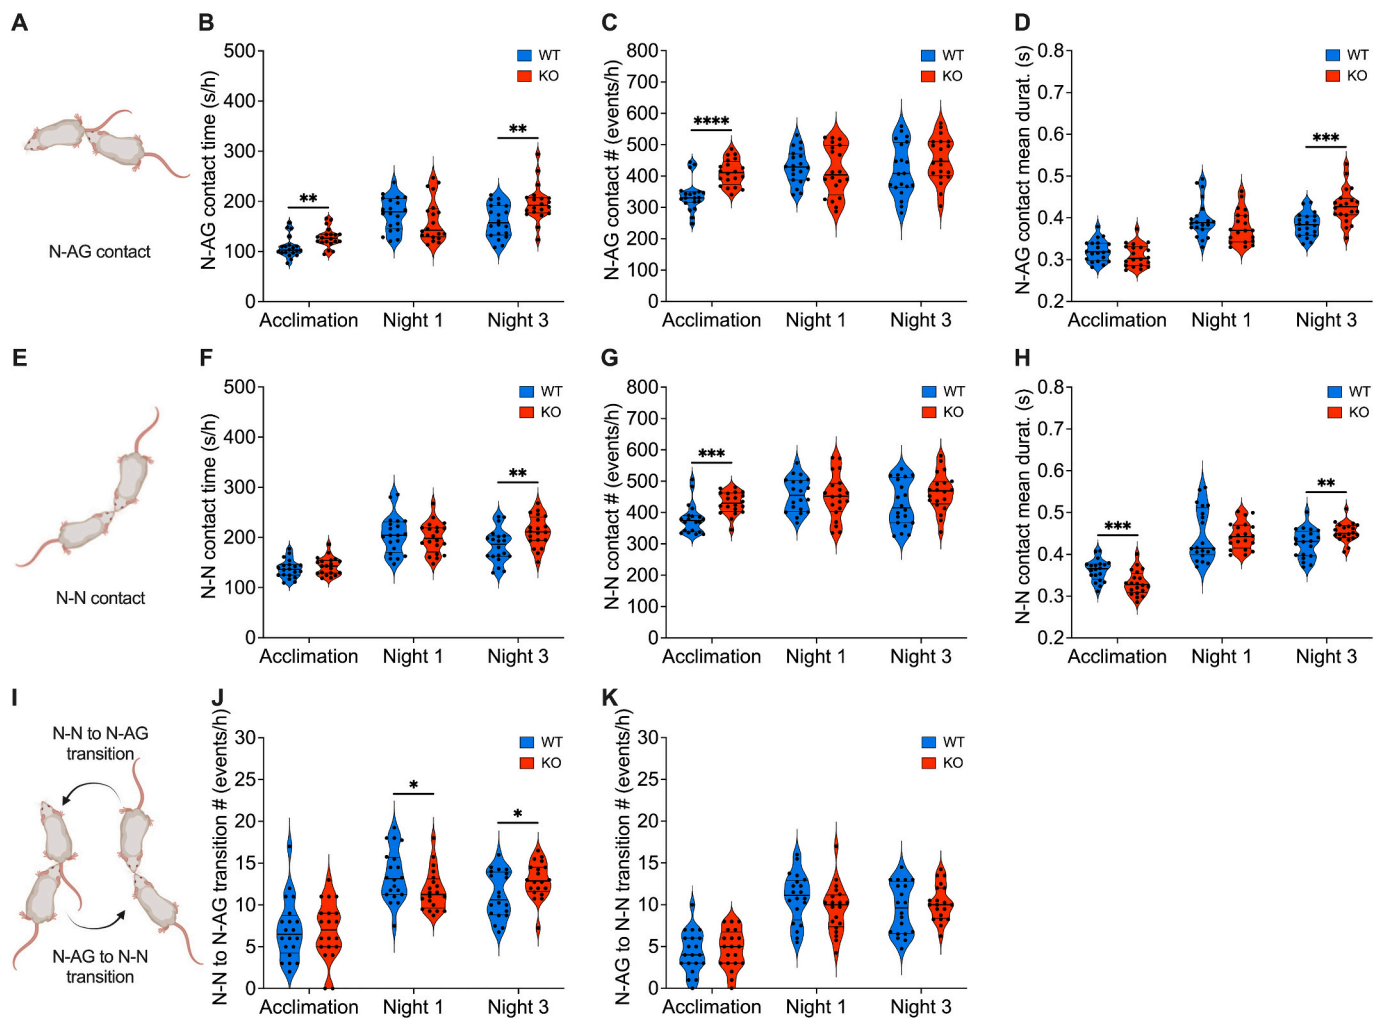 A
N-AG contact
B
N-AG contact time (s/h)
500
400
300
200
100
0
WT
KO
**
**
Acclimation Night 1 Night 3
C
N-AG contact # (events/h)
800
700
600
500
400
300
200
100
0
WT
KO
****
Acclimation Night 1 Night 3
D
N-AG contact mean durat. (s)
0.8
0.7
0.6
0.5
0.4
0.3
0.2
WT
KO
***
Acclimation Night 1 Night 3
E
N-N contact
F
N-N contact time (s/h)
500
400
300
200
100
0
WT
KO
**
Acclimation Night 1 Night 3
G
N-N contact # (events/h)
800
700
600
500
400
300
200
100
0
WT
KO
***
Acclimation Night 1 Night 3
H
N-N contact mean durat. (s)
0.8
0.7
0.6
0.5
0.4
0.3
0.2
WT
KO
***
**
Acclimation Night 1 Night 3
I
N-N to N-AG
transition
N-AG to N-N
transition
J
N-N to N-AG transition # (events/h)
30
25
20
15
10
5
0
WT
KO
*
*
Acclimation Night 1 Night 3
K
N-AG to N-N transition # (events/h)
30
25
20
15
10
5
0
WT
KO
Acclimation Night 1 Night 3